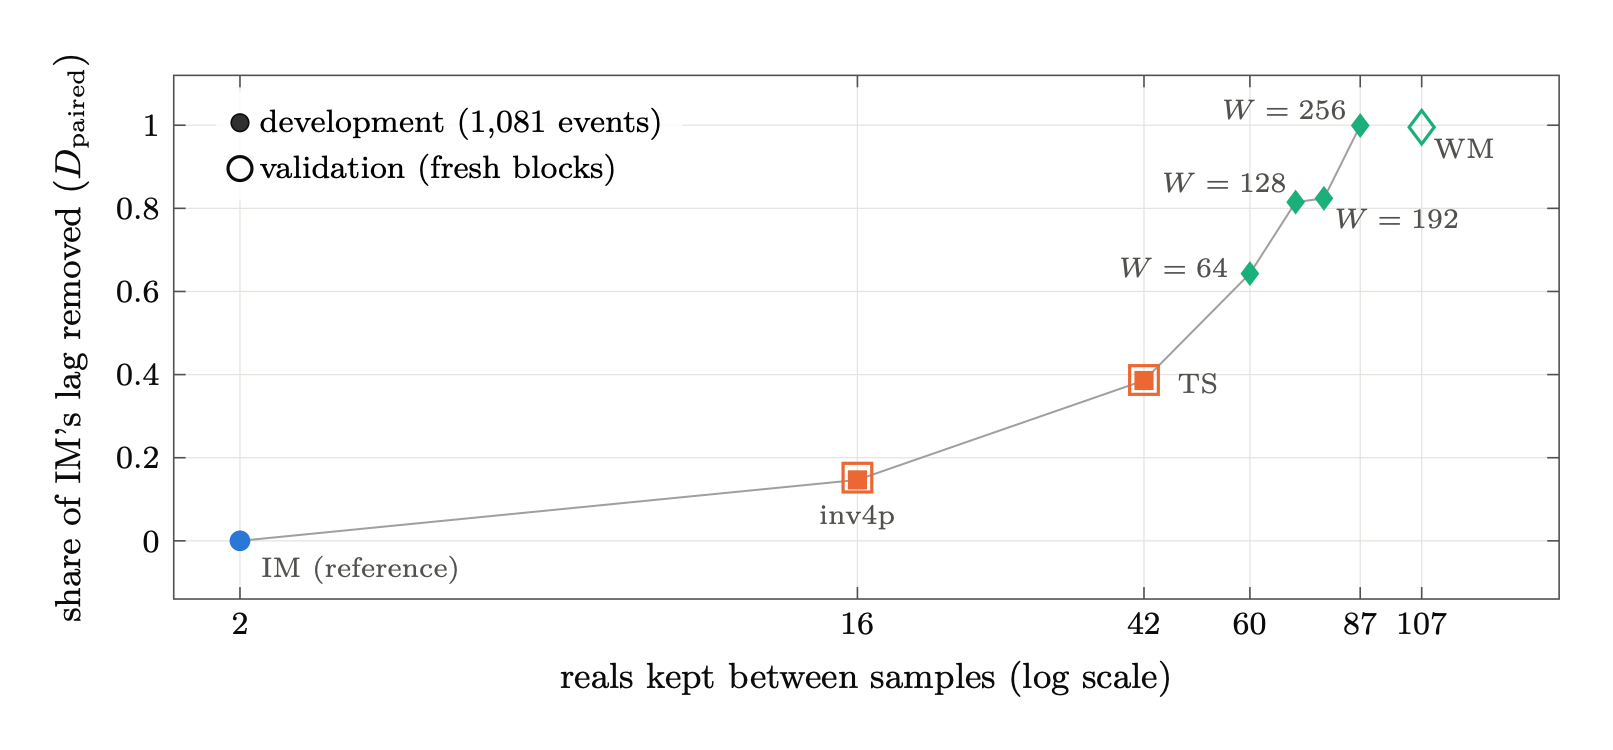 share of IM's lag removed (D_paired)
1
0.8
0.6
0.4
0.2
0
development (1,081 events)
validation (fresh blocks)
W = 256
WM
W = 128
W = 192
W = 64
TS
inv4p
IM (reference)
2 16 42 60 87 107
reals kept between samples (log scale)